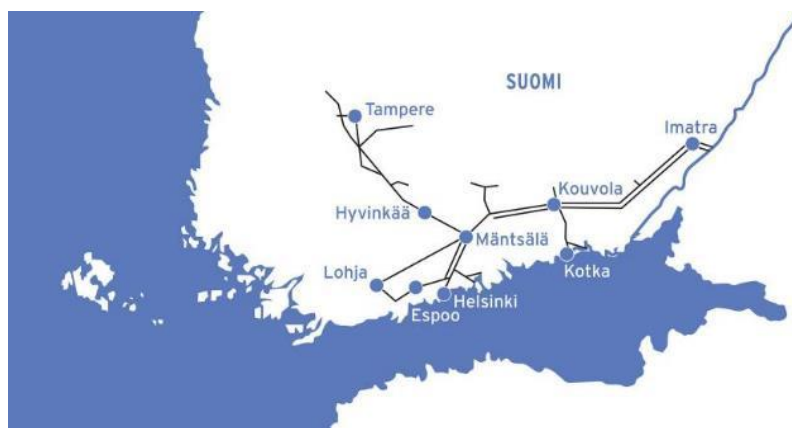 SUOMI
Tampere
Imatra
Kouvola
Hyvinkää
Mäntsälä
Lohja
Kotka
Helsinki
Espoo